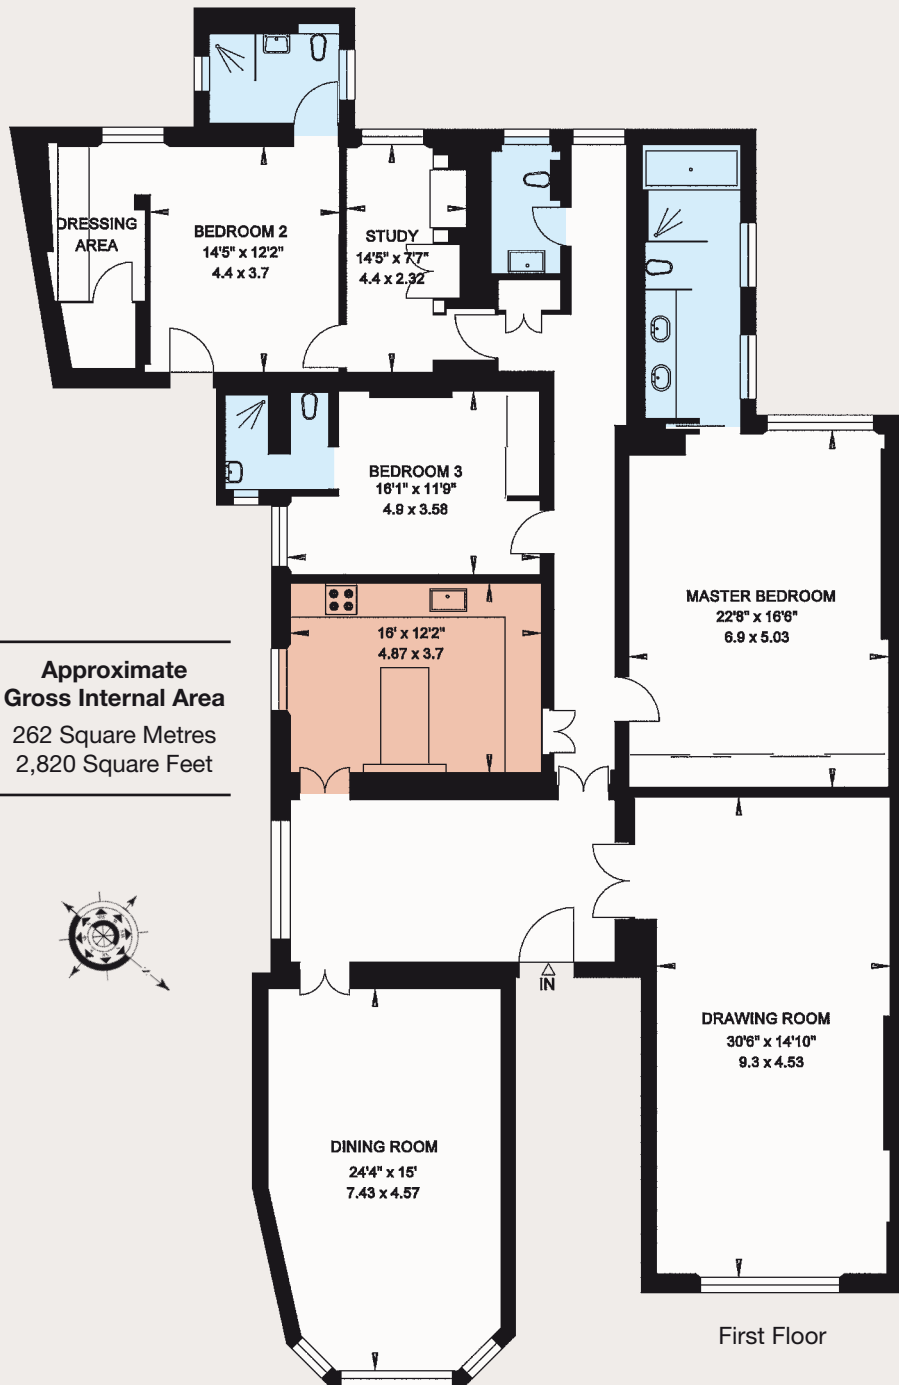 DRESSING
AREA
BEDROOM 2
14'5" x 12'2"
4.4 x 3.7
STUDY
14'5" x 7'7"
4.4 x 2.32
BEDROOM 3
16'1" x 11'9"
4.9 x 3.58
MASTER BEDROOM
22'8" x 16'6"
6.9 x 5.03
16' x 12'2"
4.87 x 3.7
Approximate
Gross Internal Area
262 Square Metres
2,820 Square Feet
IN
DRAWING ROOM
30'6" x 14'10"
9.3 x 4.53
DINING ROOM
24'4" x 15'
7.43 x 4.57
First Floor